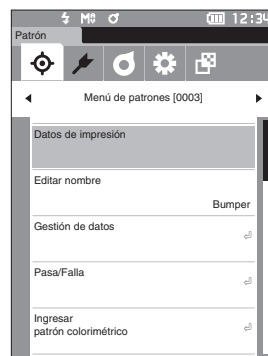 12:34
Patrón
Menú de patrones [0003]
Datos de impresión
Editar nombre
Bumper
Gestión de datos
Pasa/Falla
Ingresar
patrón colorimétrico